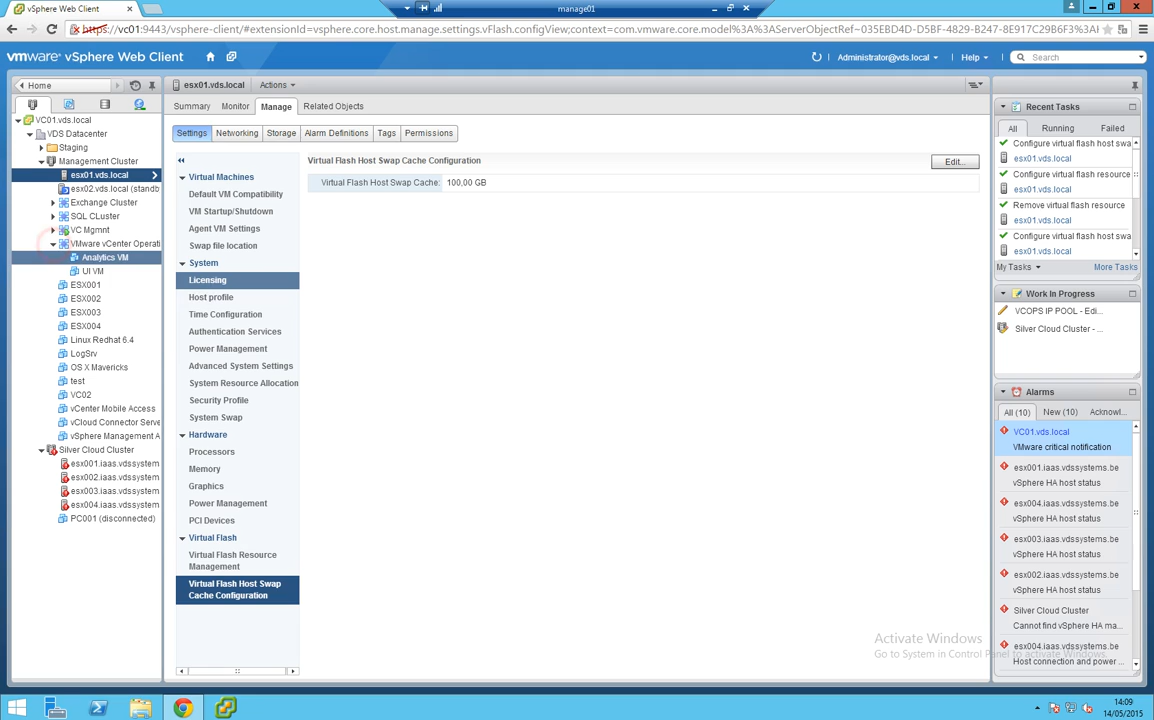 vSphere Web Client
manage01
https://vc01:9443/vsphere-client/#extensionId=vsphere.core.host.manage.settings.vFlash.configView;context=com.vmware.core.model%3A%3AServerObjectRef~035EBD4D-D5BF-4829-B247-8E917C29B6F3%3A
vmware® vSphere Web Client
Administrator@vds.local
Help
Search
Home
esx01.vds.local
Actions
Summary
Monitor
Manage
Related Objects
Settings
Networking
Storage
Alarm Definitions
Tags
Permissions
VC01.vds.local
VDS Datacenter
Staging
Management Cluster
esx01.vds.local
esx02.vds.local (standb
Exchange Cluster
SQL CLuster
VC Mgmnt
VMware vCenter Operati
Analytics VM
UI VM
ESX001
ESX002
ESX003
ESX004
Linux Redhat 6.4
LogSrv
OS X Mavericks
test
VC02
vCenter Mobile Access
vCloud Connector Serve
vSphere Management A
Silver Cloud Cluster
esx001.iaas.vdssystem
esx002.iaas.vdssystem
esx003.iaas.vdssystem
esx004.iaas.vdssystem
PC001 (disconnected)
Virtual Machines
Default VM Compatibility
VM Startup/Shutdown
Agent VM Settings
Swap file location
System
Licensing
Host profile
Time Configuration
Authentication Services
Power Management
Advanced System Settings
System Resource Allocation
Security Profile
System Swap
Hardware
Processors
Memory
Graphics
Power Management
PCI Devices
Virtual Flash
Virtual Flash Resource
Management
Virtual Flash Host Swap
Cache Configuration
Virtual Flash Host Swap Cache Configuration
Edit...
Virtual Flash Host Swap Cache: 100,00 GB
Recent Tasks
All
Running
Failed
Configure virtual flash host swa
esx01.vds.local
Configure virtual flash resource
esx01.vds.local
Remove virtual flash resource
esx01.vds.local
Configure virtual flash host swa
esx01.vds.local
My Tasks
More Tasks
Work In Progress
VCOPS IP POOL - Edi...
Silver Cloud Cluster - ...
Alarms
All (10)
New (10)
Acknowl...
VC01.vds.local
VMware critical notification
esx001.iaas.vdssystems.be
vSphere HA host status
esx004.iaas.vdssystems.be
vSphere HA host status
esx003.iaas.vdssystems.be
vSphere HA host status
esx002.iaas.vdssystems.be
vSphere HA host status
Silver Cloud Cluster
Cannot find vSphere HA ma...
esx004.iaas.vdssystems.be
Host connection and power ...
Activate Windows
Go to System in Control Panel to activate Windows.
14:09
14/05/2015